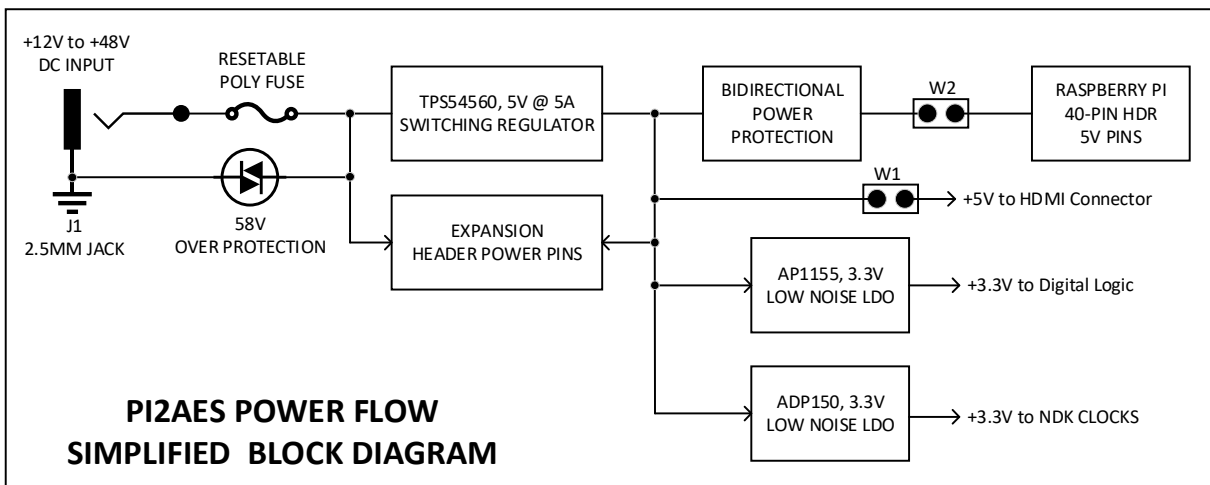 +12V to +48V
DC INPUT
J1
2.5MM JACK
RESETABLE
POLY FUSE
58V
OVER PROTECTION
TPS54560, 5V @ 5A
SWITCHING REGULATOR
EXPANSION
HEADER POWER PINS
BIDIRECTIONAL
POWER
PROTECTION
W2
RASPBERRY PI
40-PIN HDR
5V PINS
W1
+5V to HDMI Connector
AP1155, 3.3V
LOW NOISE LDO
+3.3V to Digital Logic
ADP150, 3.3V
LOW NOISE LDO
+3.3V to NDK CLOCKS
PI2AES POWER FLOW
SIMPLIFIED BLOCK DIAGRAM